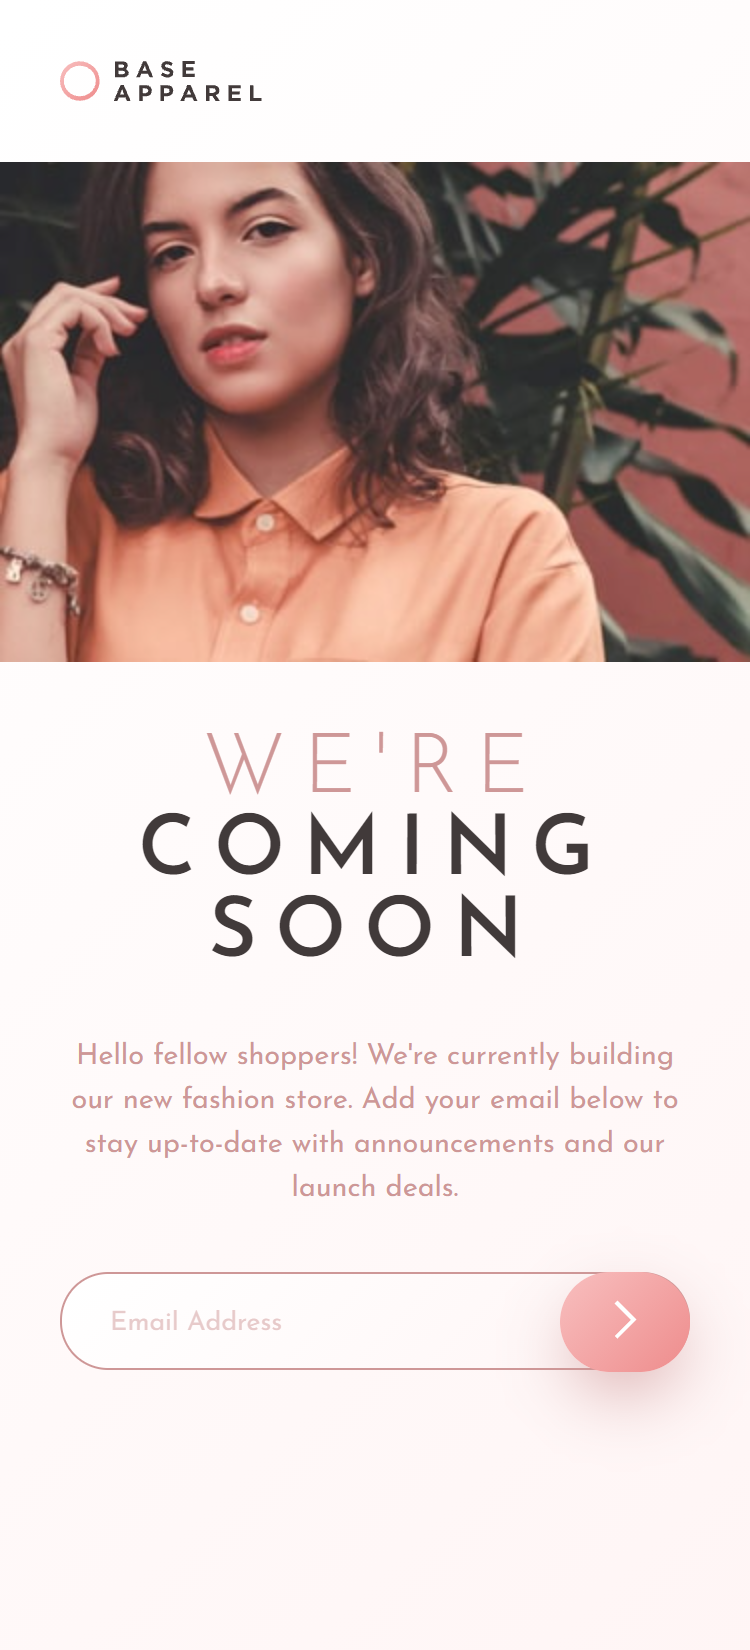 BASE
APPAREL
WE'RE
COMING
SOON
Hello fellow shoppers! We're currently building
our new fashion store. Add your email below to
stay up-to-date with announcements and our
launch deals.
Email Address